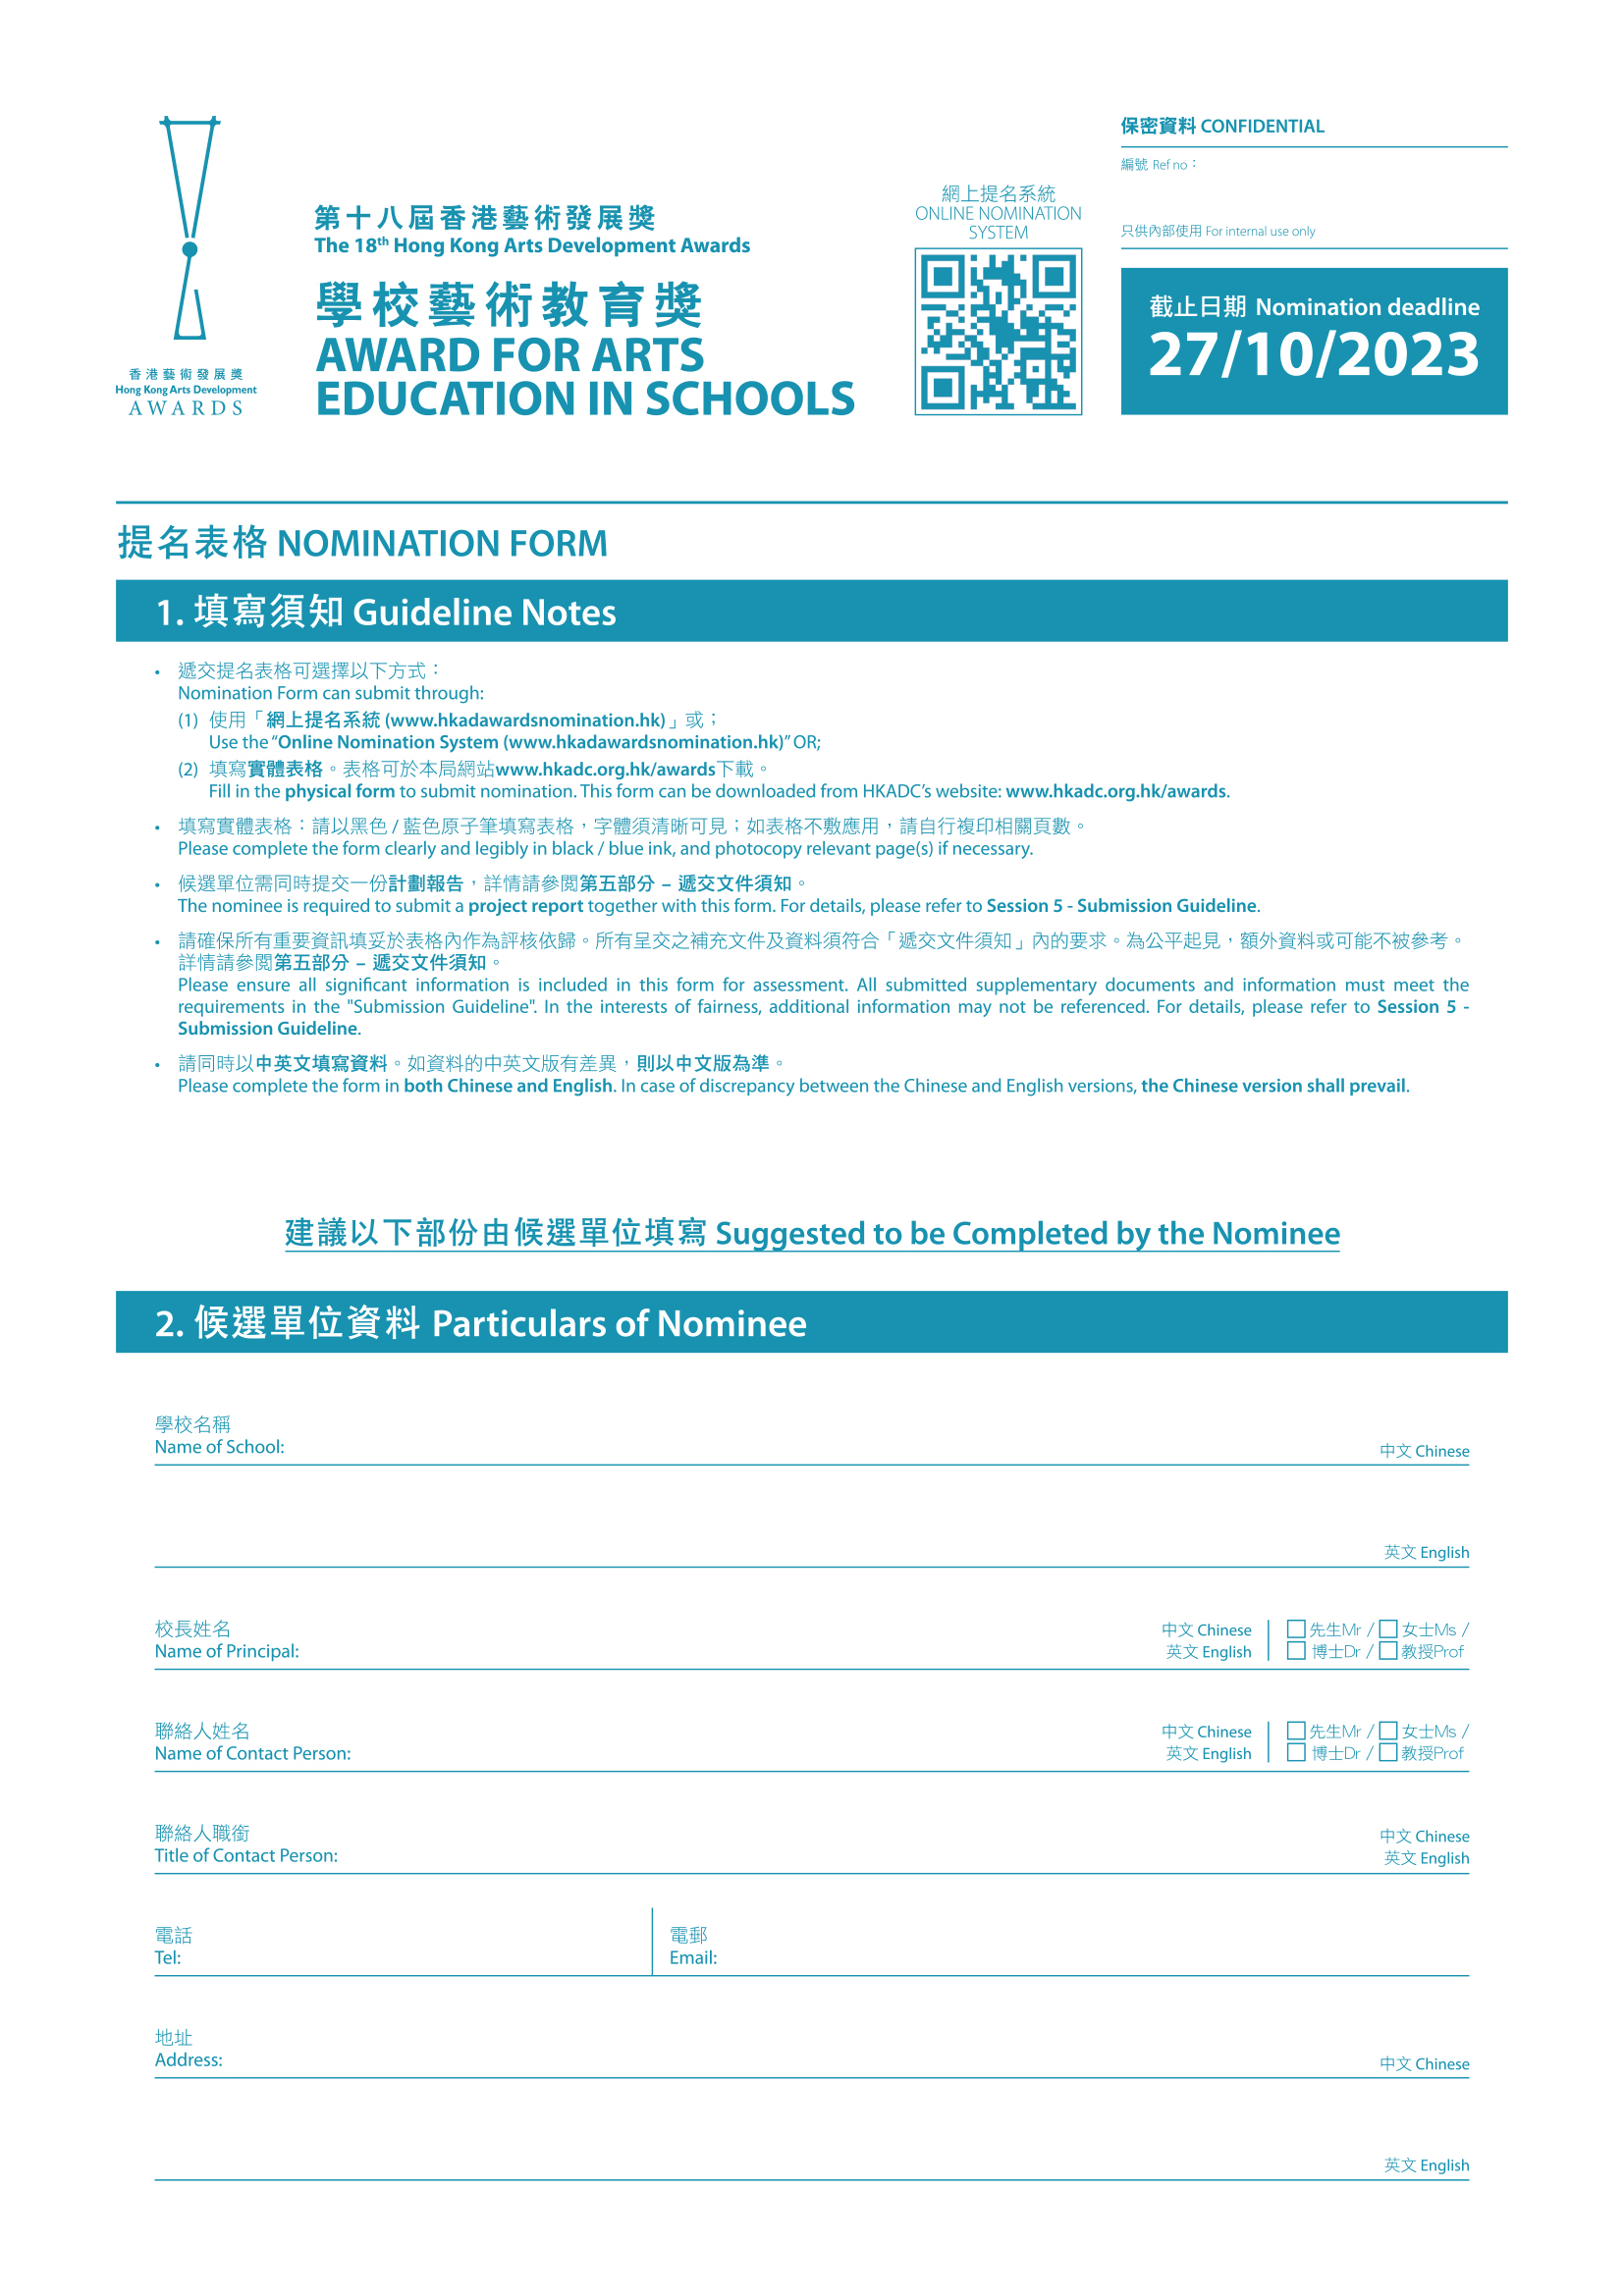 保密資料 CONFIDENTIAL
編號 Ref no：
只供內部使用 For internal use only
網上提名系統
ONLINE NOMINATION
SYSTEM
截止日期 Nomination deadline
27/10/2023
香港藝術發展獎
Hong Kong Arts Development
AWARDS
第十八屆香港藝術發展獎
The 18th Hong Kong Arts Development Awards
學校藝術教育獎
AWARD FOR ARTS
EDUCATION IN SCHOOLS
提名表格 NOMINATION FORM
1. 填寫須知 Guideline Notes
• 遞交提名表格可選擇以下方式：
Nomination Form can submit through:
(1) 使用「網上提名系統 (www.hkadawardsnomination.hk)」或；
Use the “Online Nomination System (www.hkadawardsnomination.hk)” OR;
(2) 填寫實體表格。表格可於本局網站www.hkadc.org.hk/awards下載。
Fill in the physical form to submit nomination. This form can be downloaded from HKADC’s website: www.hkadc.org.hk/awards.
• 填寫實體表格：請以黑色 / 藍色原子筆填寫表格，字體須清晰可見；如表格不敷應用，請自行複印相關頁數。
Please complete the form clearly and legibly in black / blue ink, and photocopy relevant page(s) if necessary.
• 候選單位需同時提交一份計劃報告，詳情請參閱第五部分 – 遞交文件須知。
The nominee is required to submit a project report together with this form. For details, please refer to Session 5 - Submission Guideline.
• 請確保所有重要資訊填妥於表格內作為評核依歸。所有呈交之補充文件及資料須符合「遞交文件須知」內的要求。為公平起見，額外資料或可能不被參考。
詳情請參閱第五部分 – 遞交文件須知。
Please ensure all significant information is included in this form for assessment. All submitted supplementary documents and information must meet the
requirements in the "Submission Guideline". In the interests of fairness, additional information may not be referenced. For details, please refer to Session 5 -
Submission Guideline.
• 請同時以中英文填寫資料。如資料的中英文版有差異，則以中文版為準。
Please complete the form in both Chinese and English. In case of discrepancy between the Chinese and English versions, the Chinese version shall prevail.
建議以下部份由候選單位填寫 Suggested to be Completed by the Nominee
2. 候選單位資料 Particulars of Nominee
學校名稱
Name of School:
中文 Chinese
英文 English
校長姓名
Name of Principal:
中文 Chinese
英文 English
先生Mr / 女士Ms /
博士Dr / 教授Prof
聯絡人姓名
Name of Contact Person:
中文 Chinese
英文 English
先生Mr / 女士Ms /
博士Dr / 教授Prof
聯絡人職銜
Title of Contact Person:
中文 Chinese
英文 English
電話
Tel:
電郵
Email:
地址
Address:
中文 Chinese
英文 English